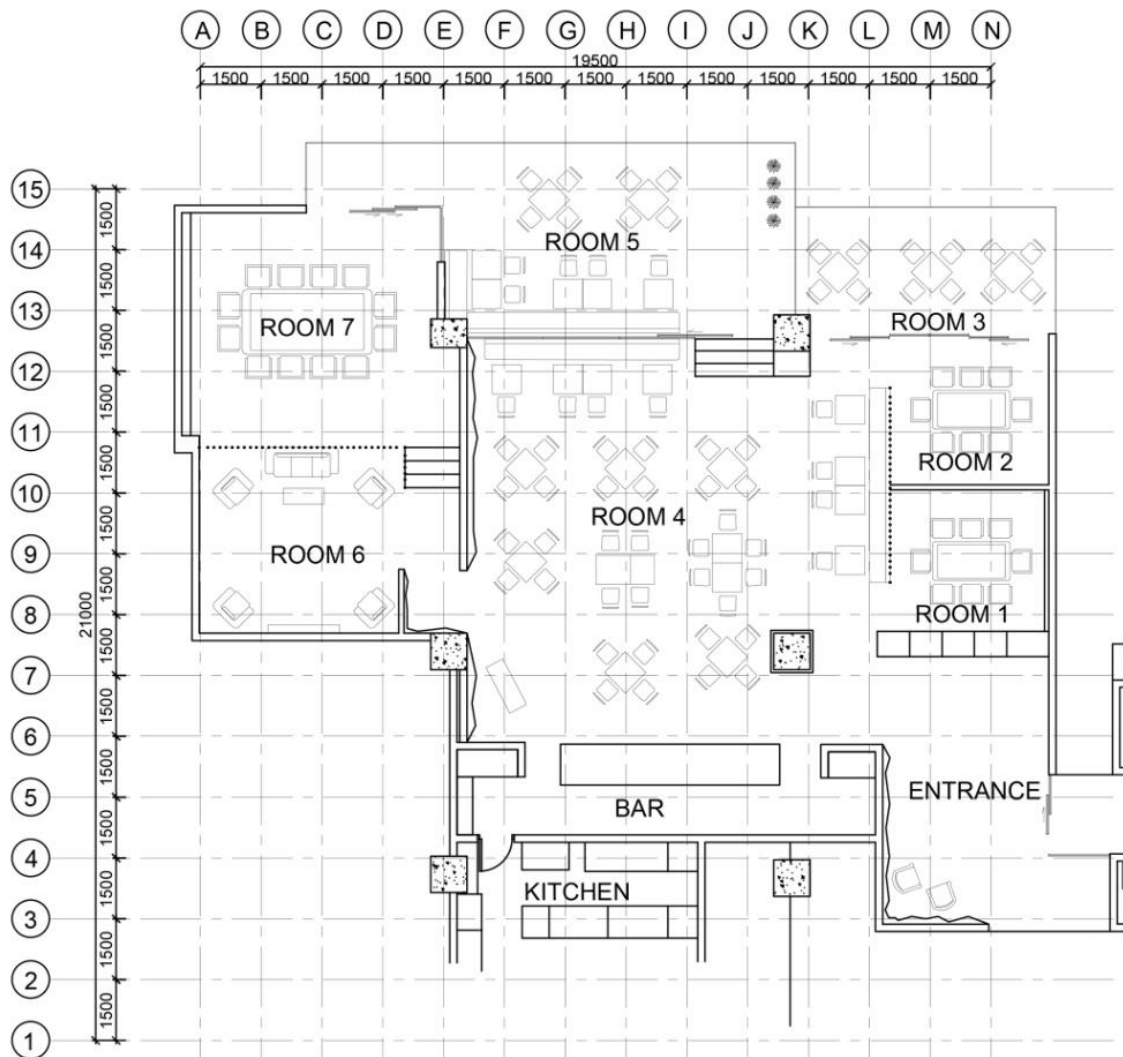 A B C D E F G H I J K L M N
19500
1500 1500 1500 1500 1500 1500 1500 1500 1500 1500 1500 1500 1500
15
1500
14
1500
13
1500
12
1500
11
1500
10
1500
9
1500
8
1500
7
1500
6
1500
5
1500
4
1500
3
1500
2
1500
1
21000
ROOM 5
ROOM 7
ROOM 3
ROOM 2
ROOM 4
ROOM 6
ROOM 1
ENTRANCE
BAR
KITCHEN